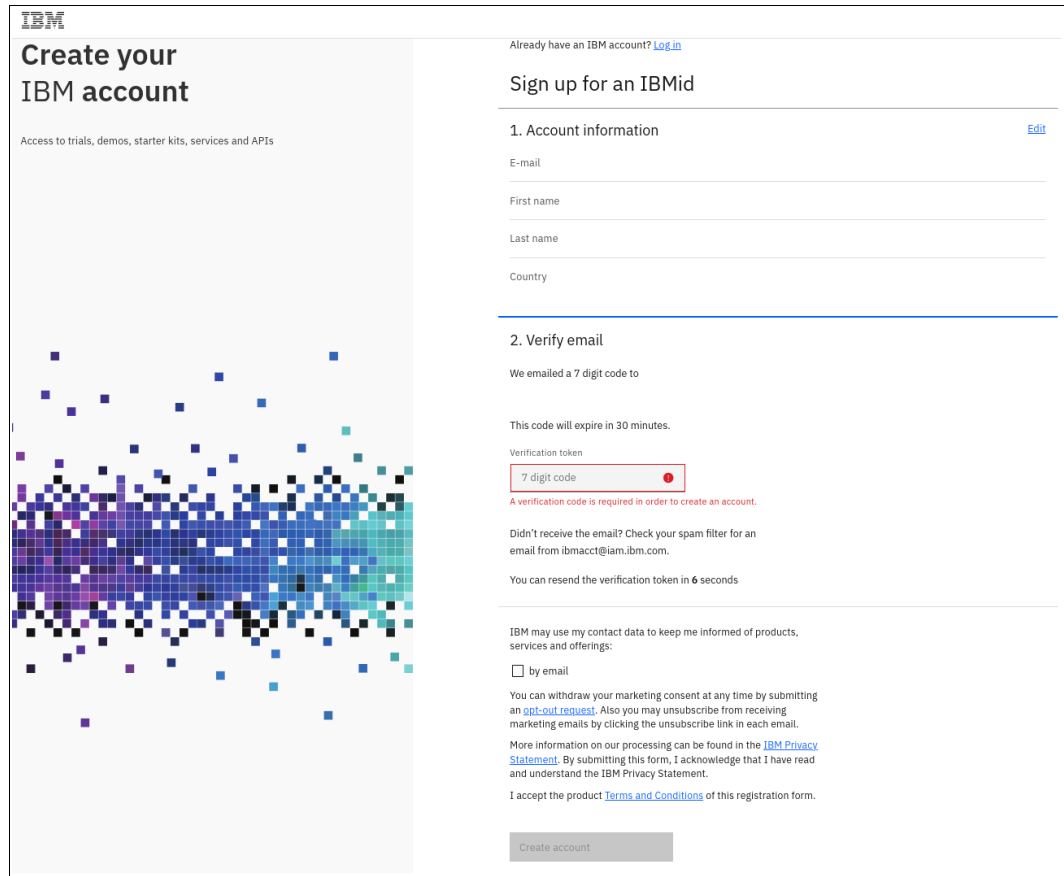 IBM
Create your
IBM account
Access to trials, demos, starter kits, services and APIs
Already have an IBM account? Log in
Sign up for an IBMid
1. Account information
Edit
E-mail
First name
Last name
Country
2. Verify email
We emailed a 7 digit code to
This code will expire in 30 minutes.
Verification token
7 digit code
A verification code is required in order to create an account.
Didn't receive the email? Check your spam filter for an
email from ibmacct@iam.ibm.com.
You can resend the verification token in 6 seconds
IBM may use my contact data to keep me informed of products,
services and offerings:
by email
You can withdraw your marketing consent at any time by submitting
an opt-out request. Also you may unsubscribe from receiving
marketing emails by clicking the unsubscribe link in each email.
More information on our processing can be found in the IBM Privacy
Statement. By submitting this form, I acknowledge that I have read
and understand the IBM Privacy Statement.
I accept the product Terms and Conditions of this registration form.
Create account